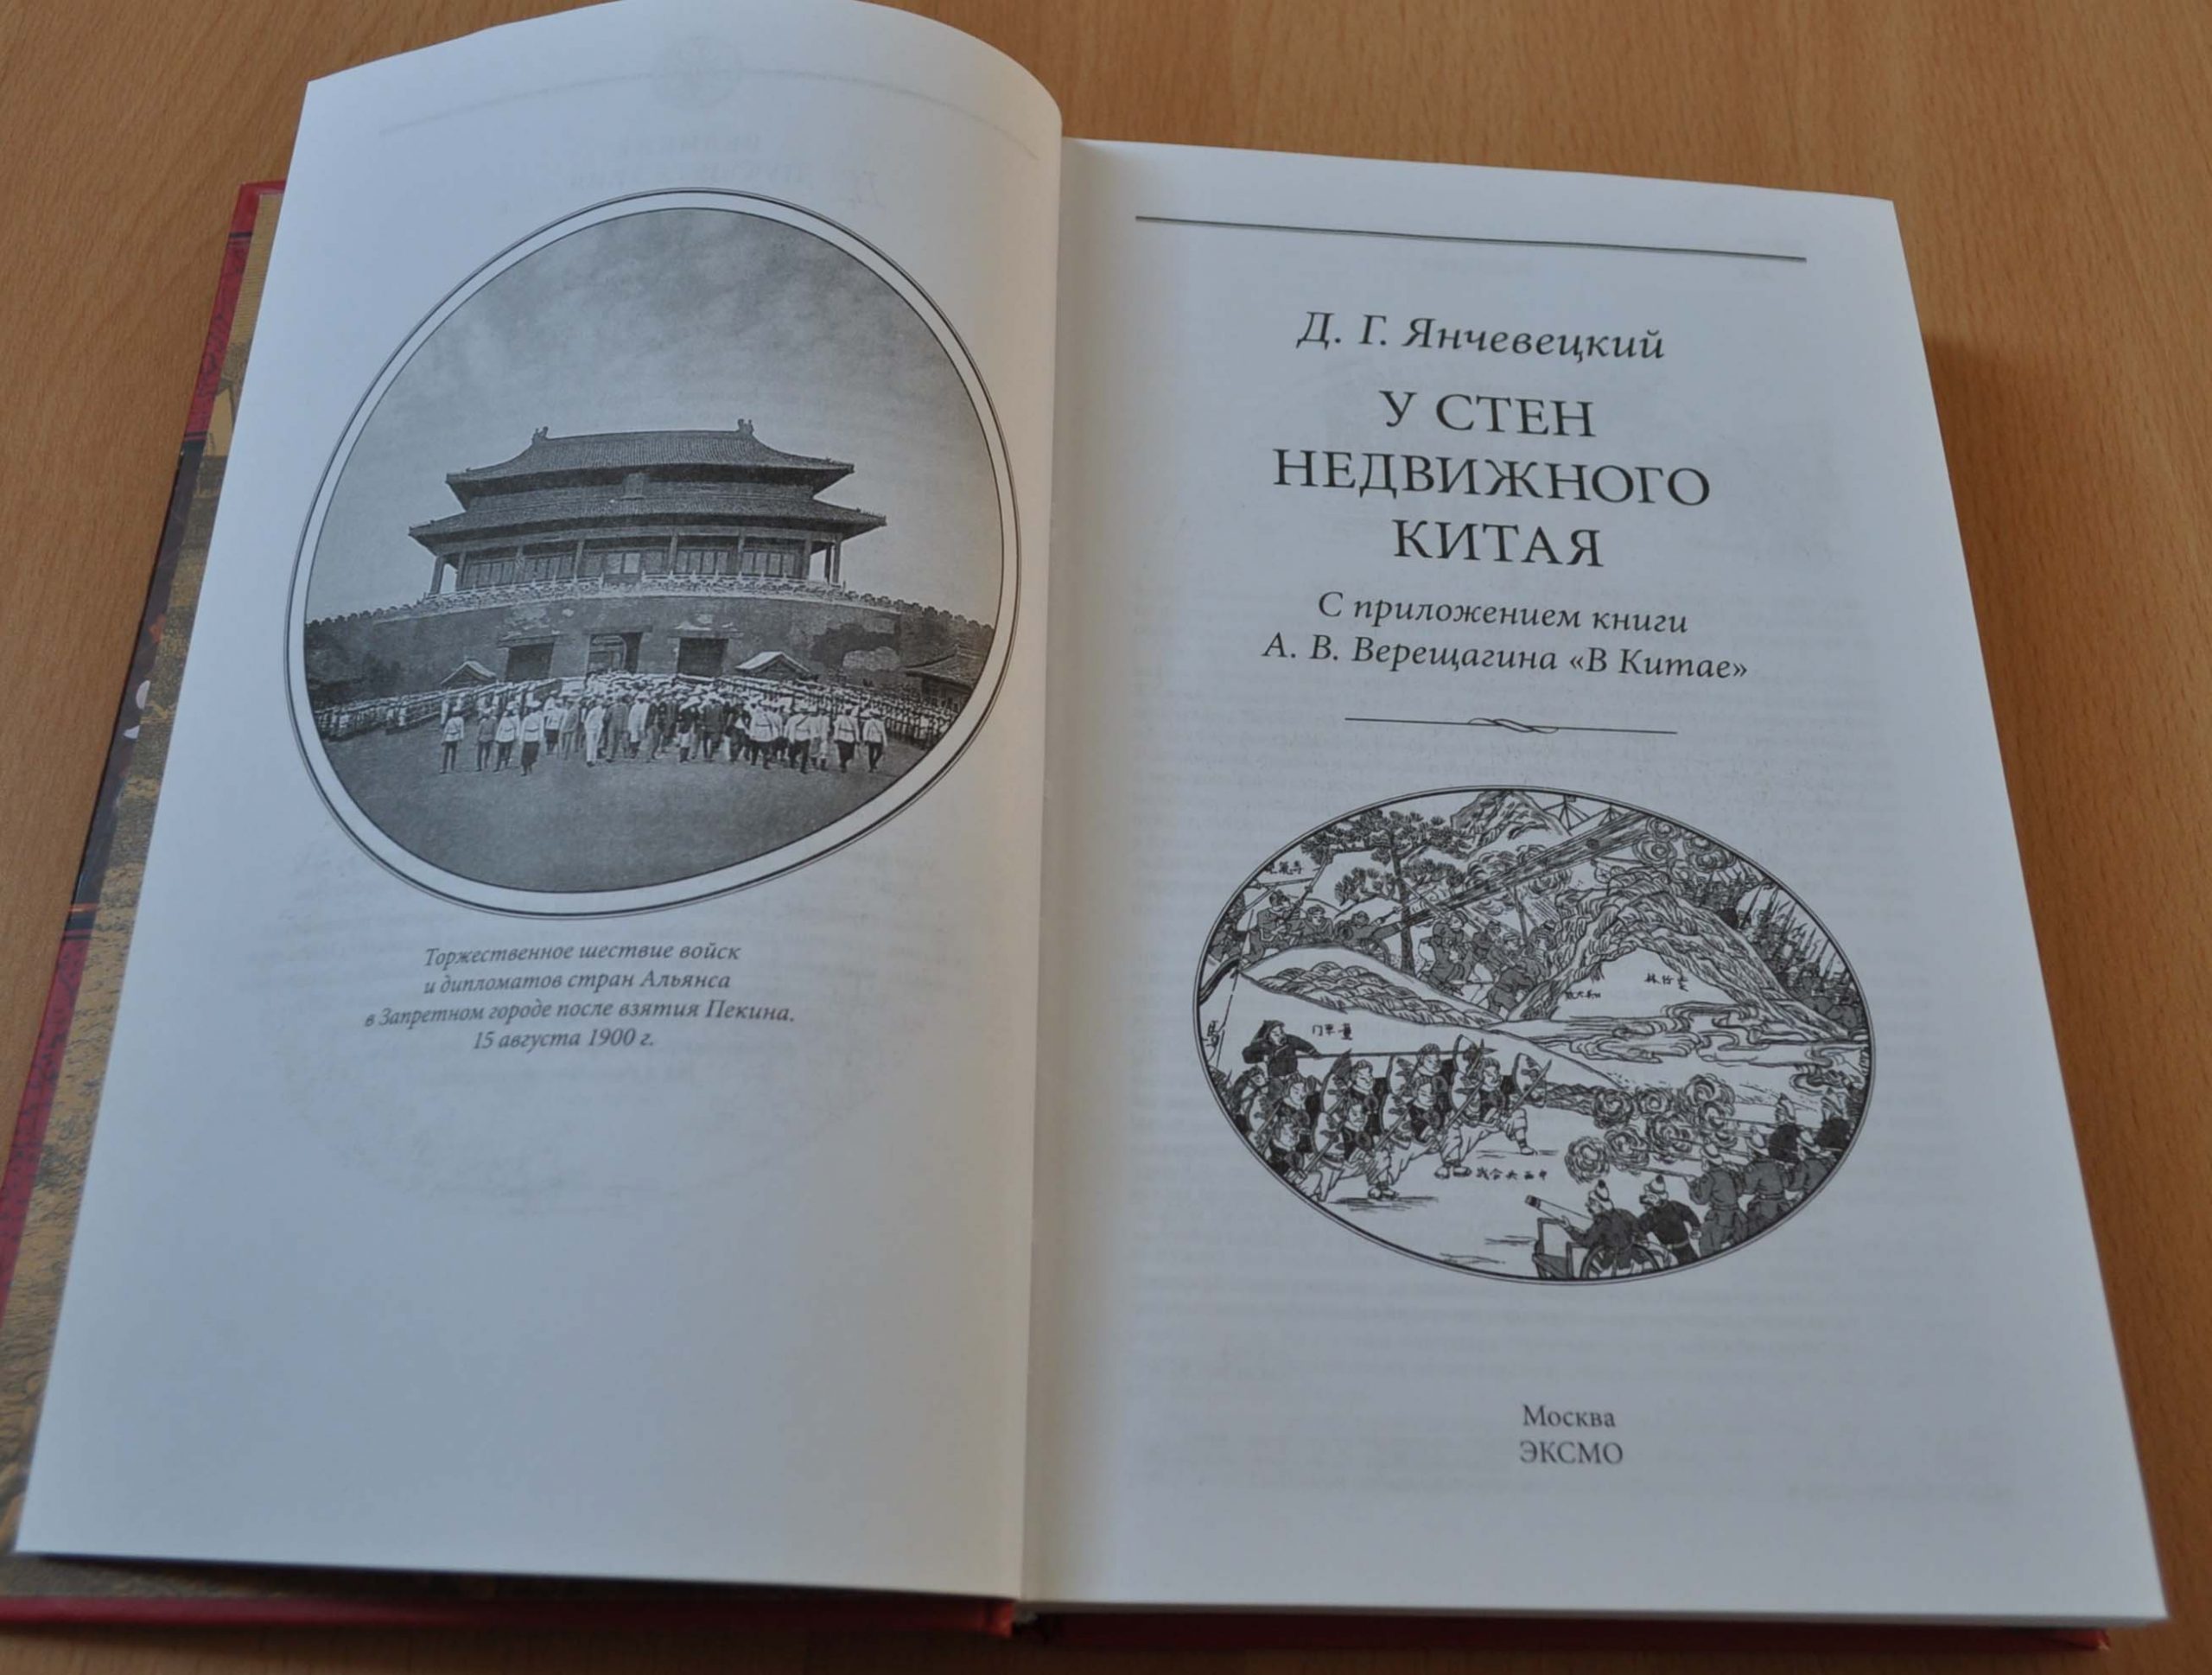 Торжественное шествие войск
и дипломатов стран Альянса
в Запретном городе после взятия Пекина.
15 августа 1900 г.
Д. Г. Янчевецкий
У СТЕН
НЕДВИЖНОГО
КИТАЯ
С приложением книги
А. В. Верещагина «В Китае»
Москва
ЭКСМО